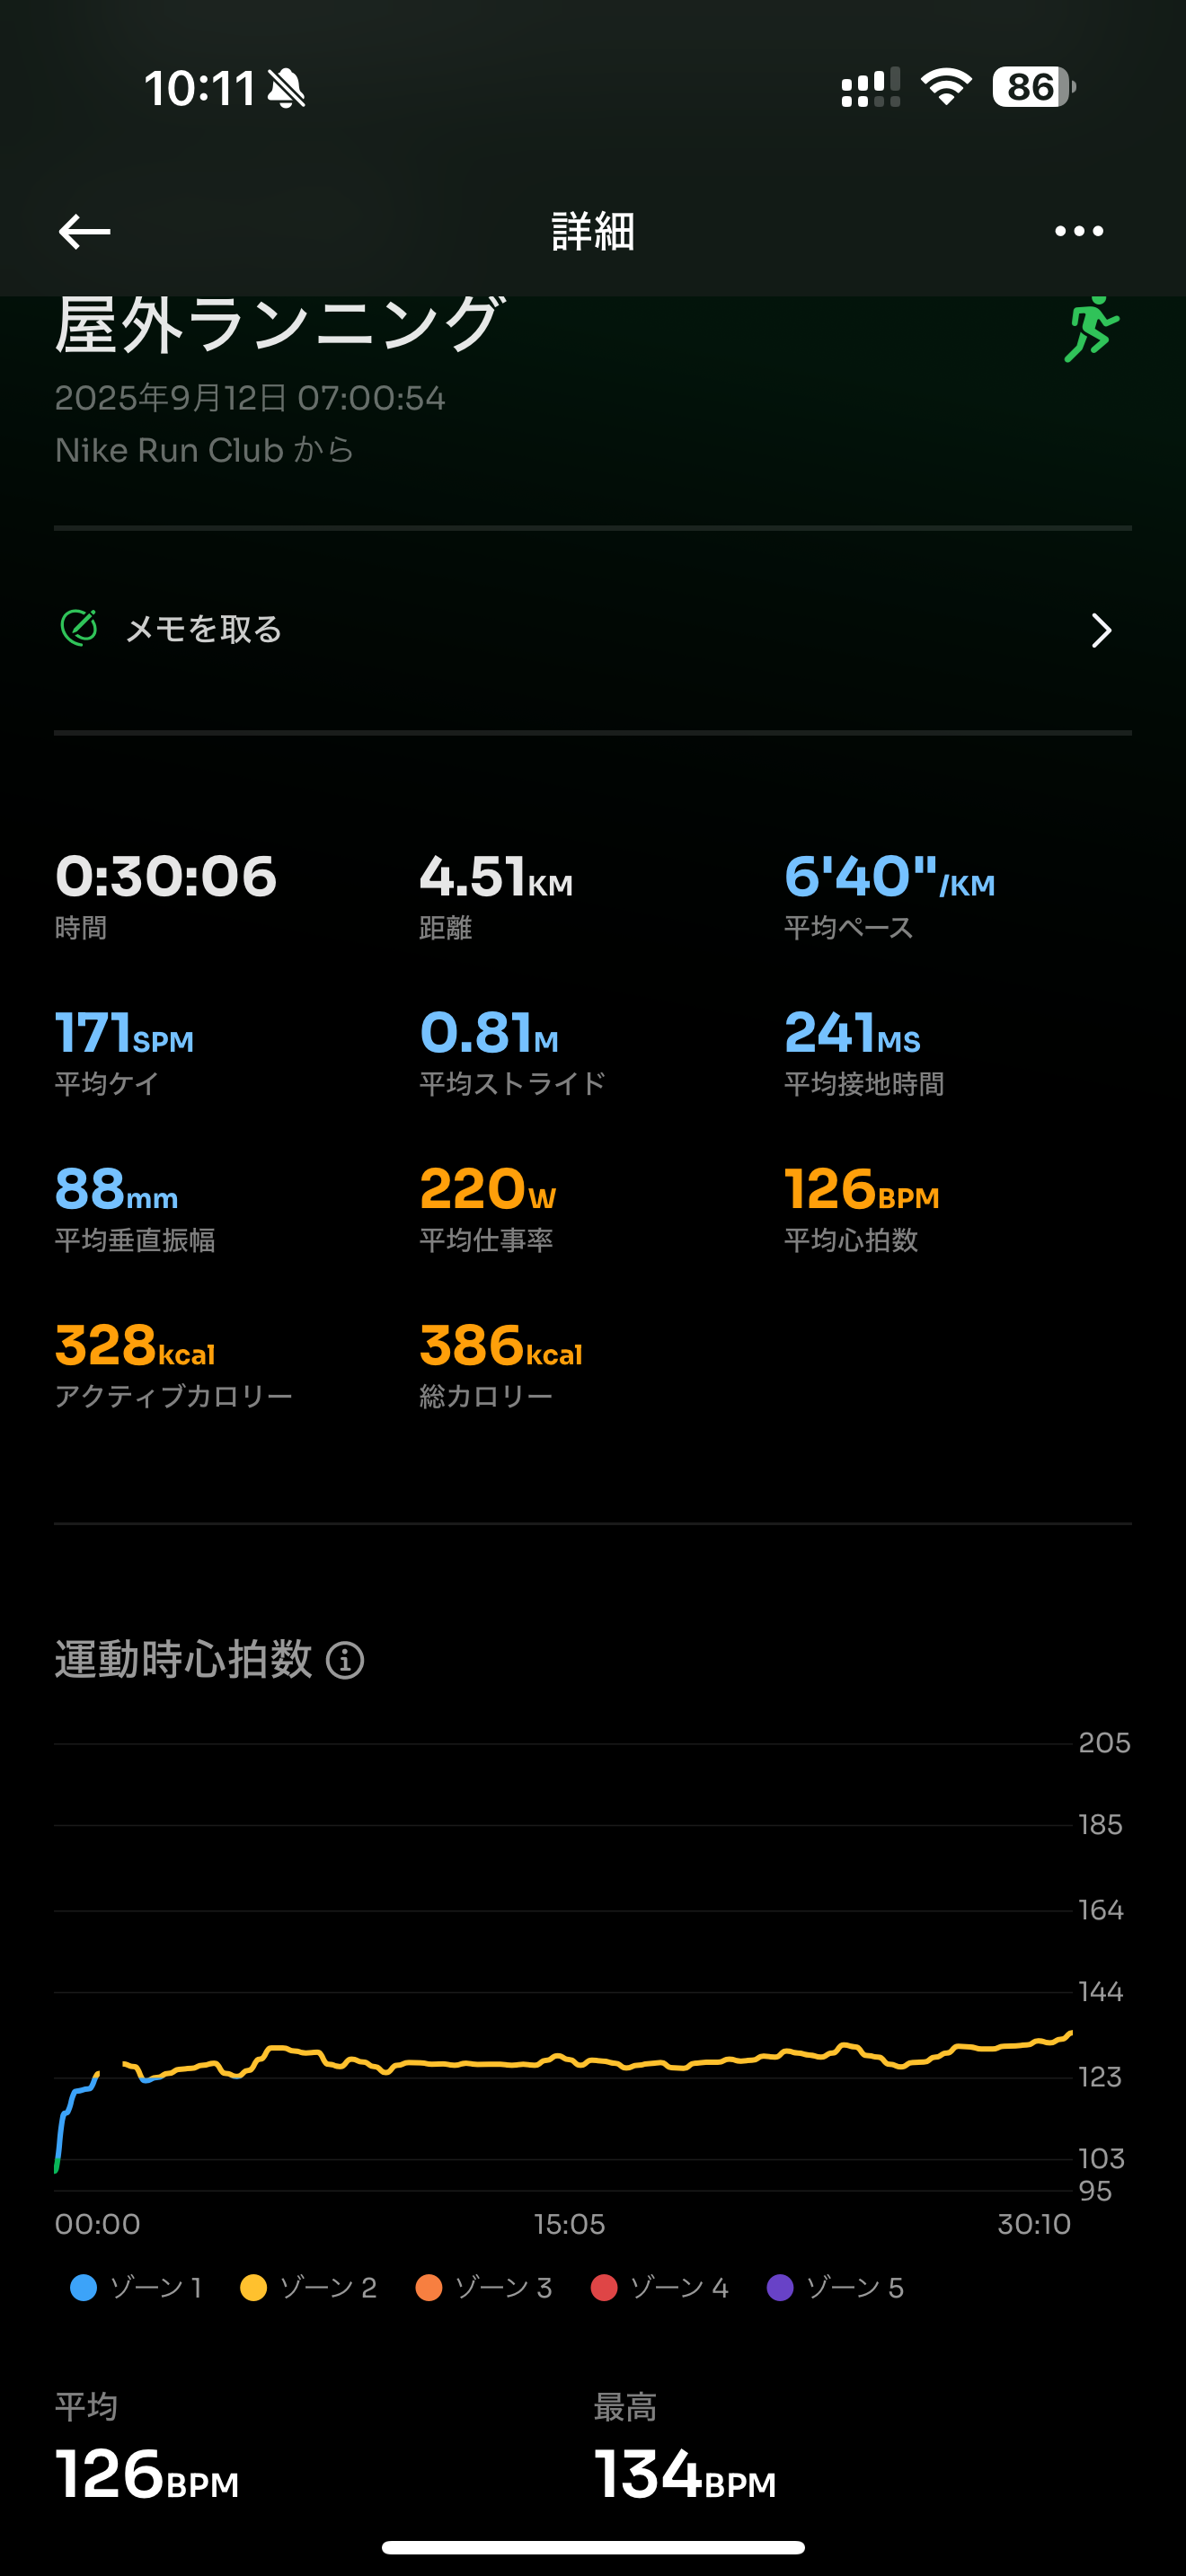 10:11
86
詳細
屋外ランニング
2025年9月12日 07:00:54
Nike Run Club から
メモを取る
0:30:06 4.51KM 6'40"/KM
時間 距離 平均ペース
171SPM 0.81M 241MS
平均ケイ 平均ストライド 平均接地時間
88mm 220W 126BPM
平均垂直振幅 平均仕事率 平均心拍数
328kcal 386kcal
アクティブカロリー 総カロリー
運動時心拍数
205
185
164
144
123
103
95
00:00 15:05 30:10
ゾーン 1 ゾーン 2 ゾーン 3 ゾーン 4 ゾーン 5
平均 最高
126BPM 134BPM